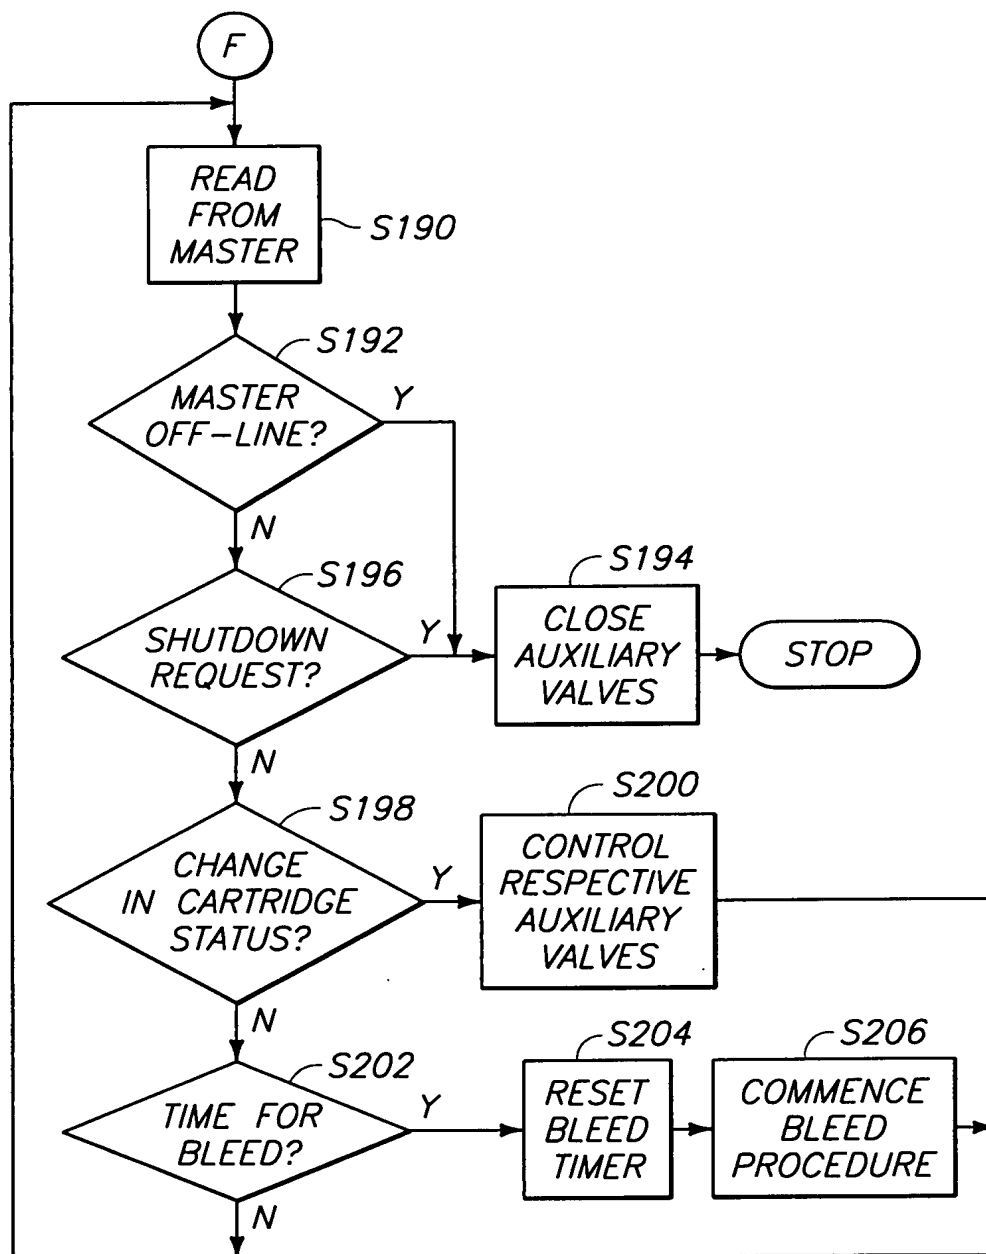 F
READ
FROM
MASTER
S190
S192
MASTER
OFF-LINE?
Y
N
S196
SHUTDOWN
REQUEST?
Y
N
S194
CLOSE
AUXILIARY
VALVES
STOP
S198
CHANGE
IN CARTRIDGE
STATUS?
Y
N
S200
CONTROL
RESPECTIVE
AUXILIARY
VALVES
S202
TIME FOR
BLEED?
Y
N
S204
RESET
BLEED
TIMER
S206
COMMENCE
BLEED
PROCEDURE